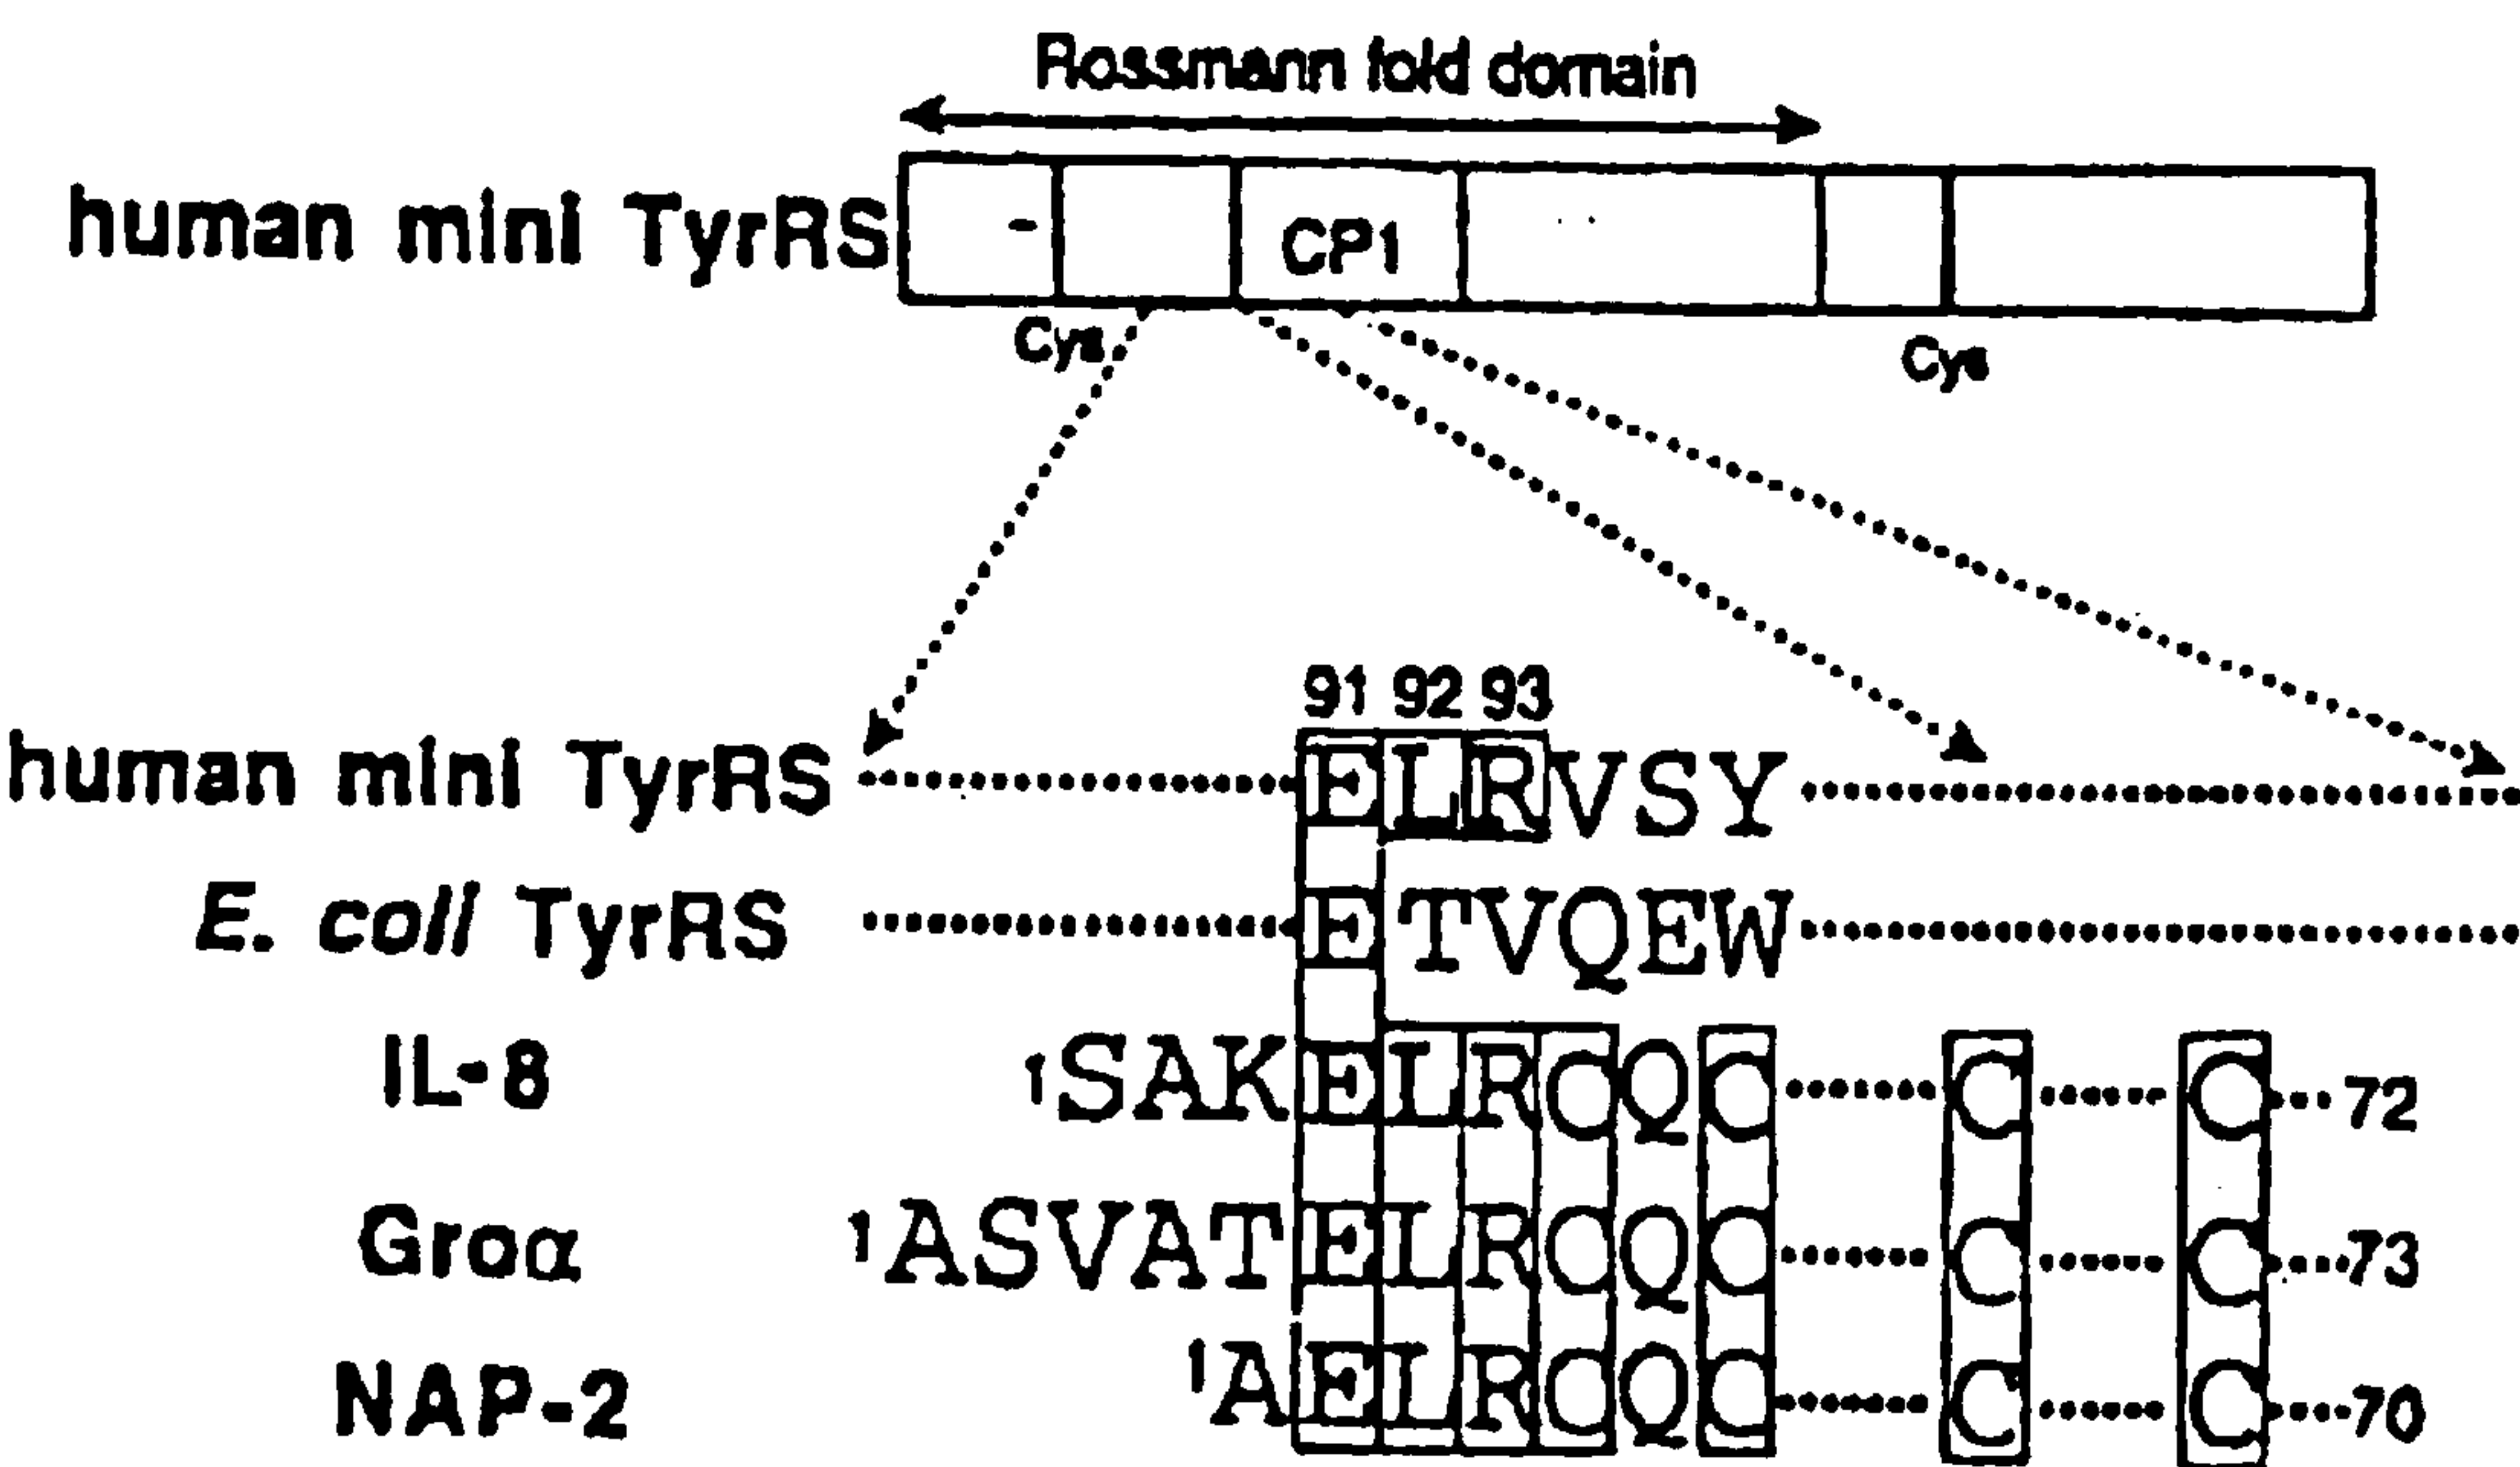 Rossmann fold domain
human mini TyrRS - CP1
Cys Cys
91 92 93
human mini TyrRS ELRVSY
E. coli TyrRS ETVQEW
IL-8 1SAKELRCQC C C 72
Groα 1ASVATELRCQC C C 73
NAP-2 1AELRCQC C C 70